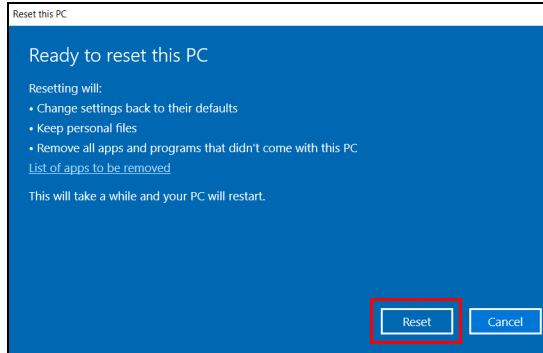 Reset this PC
Ready to reset this PC
Resetting will:
• Change settings back to their defaults
• Keep personal files
• Remove all apps and programs that didn't come with this PC
List of apps to be removed
This will take a while and your PC will restart.
Reset Cancel